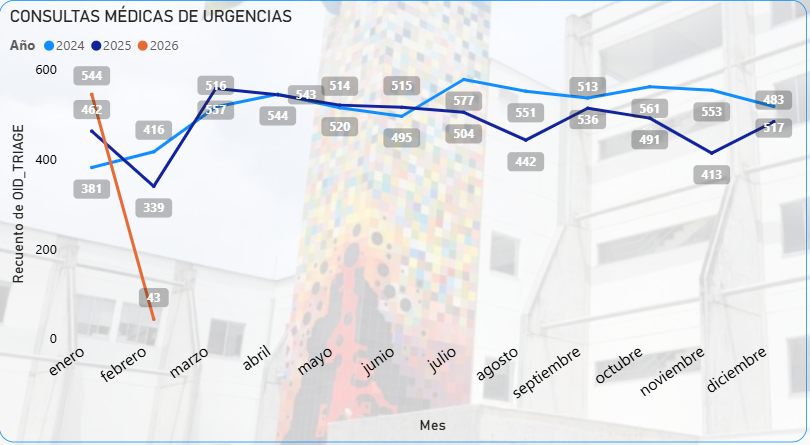 CONSULTAS MÉDICAS DE URGENCIAS
Año 2024 2025 2026
Recuento de OID_TRIAGE
600
400
200
0
544
462
381
416
339
43
516
557
544
543
514
520
515
495
577
504
551
442
513
536
561
491
553
413
483
517
enero
febrero
marzo
abril
mayo
junio
julio
agosto
septiembre
octubre
noviembre
diciembre
Mes